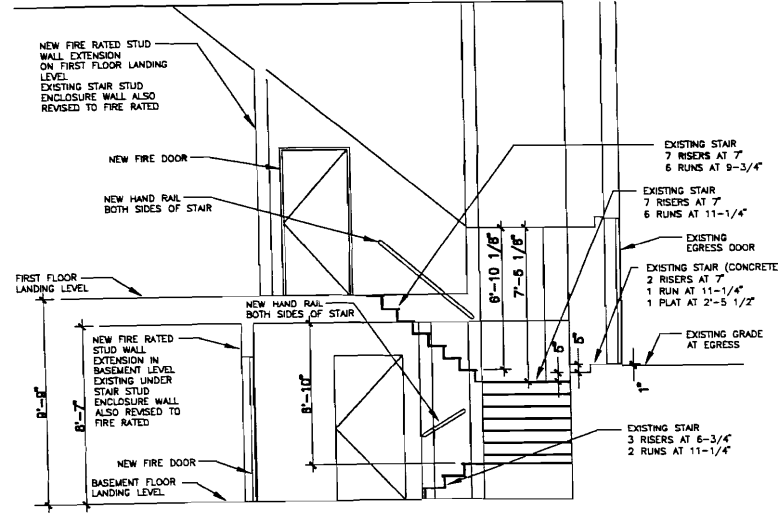 NEW FIRE RATED STUD
WALL EXTENSION
ON FIRST FLOOR LANDING
LEVEL
EXISTING STAIR STUD
ENCLOSURE WALL ALSO
REVISED TO FIRE RATED
NEW FIRE DOOR
NEW HAND RAIL
BOTH SIDES OF STAIR
FIRST FLOOR
LANDING LEVEL
NEW HAND RAIL
BOTH SIDES OF STAIR
NEW FIRE RATED
STUD WALL
EXTENSION IN
BASEMENT LEVEL
EXISTING UNDER
STAIR STUD
ENCLOSURE WALL
ALSO REVISED TO
FIRE RATED
NEW FIRE DOOR
BASEMENT FLOOR
LANDING LEVEL
9'-9"
8'-7"
8'-10"
6'-10 1/8"
7'-5 1/8"
5"
5"
1"
EXISTING STAIR
7 RISERS AT 7"
6 RUNS AT 9-3/4"
EXISTING STAIR
7 RISERS AT 7"
6 RUNS AT 11-1/4"
EXISTING
EGRESS DOOR
EXISTING STAIR (CONCRETE
2 RISERS AT 7"
1 RUN AT 11-1/4"
1 PLAT AT 2'-5 1/2"
EXISTING GRADE
AT EGRESS
EXISTING STAIR
3 RISERS AT 6-3/4"
2 RUNS AT 11-1/4"